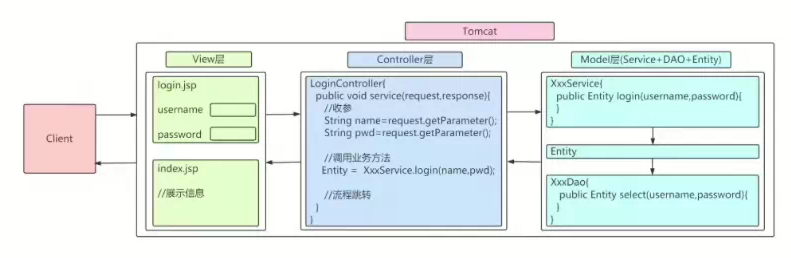 Tomcat
View层
Controller层
Model层(Service+DAO+Entity)
Client
login.jsp
username
password
index.jsp
//展示信息
LoginController{
public void service(request,response){
//收参
String name=request.getParameter();
String pwd=request.getParameter();
//调用业务方法
Entity = XxxService.login(name,pwd);
//流程跳转
}
}
XxxService{
public Entity login(username,password){
}
}
Entity
XxxDao{
public Entity select(username,password){
}
}